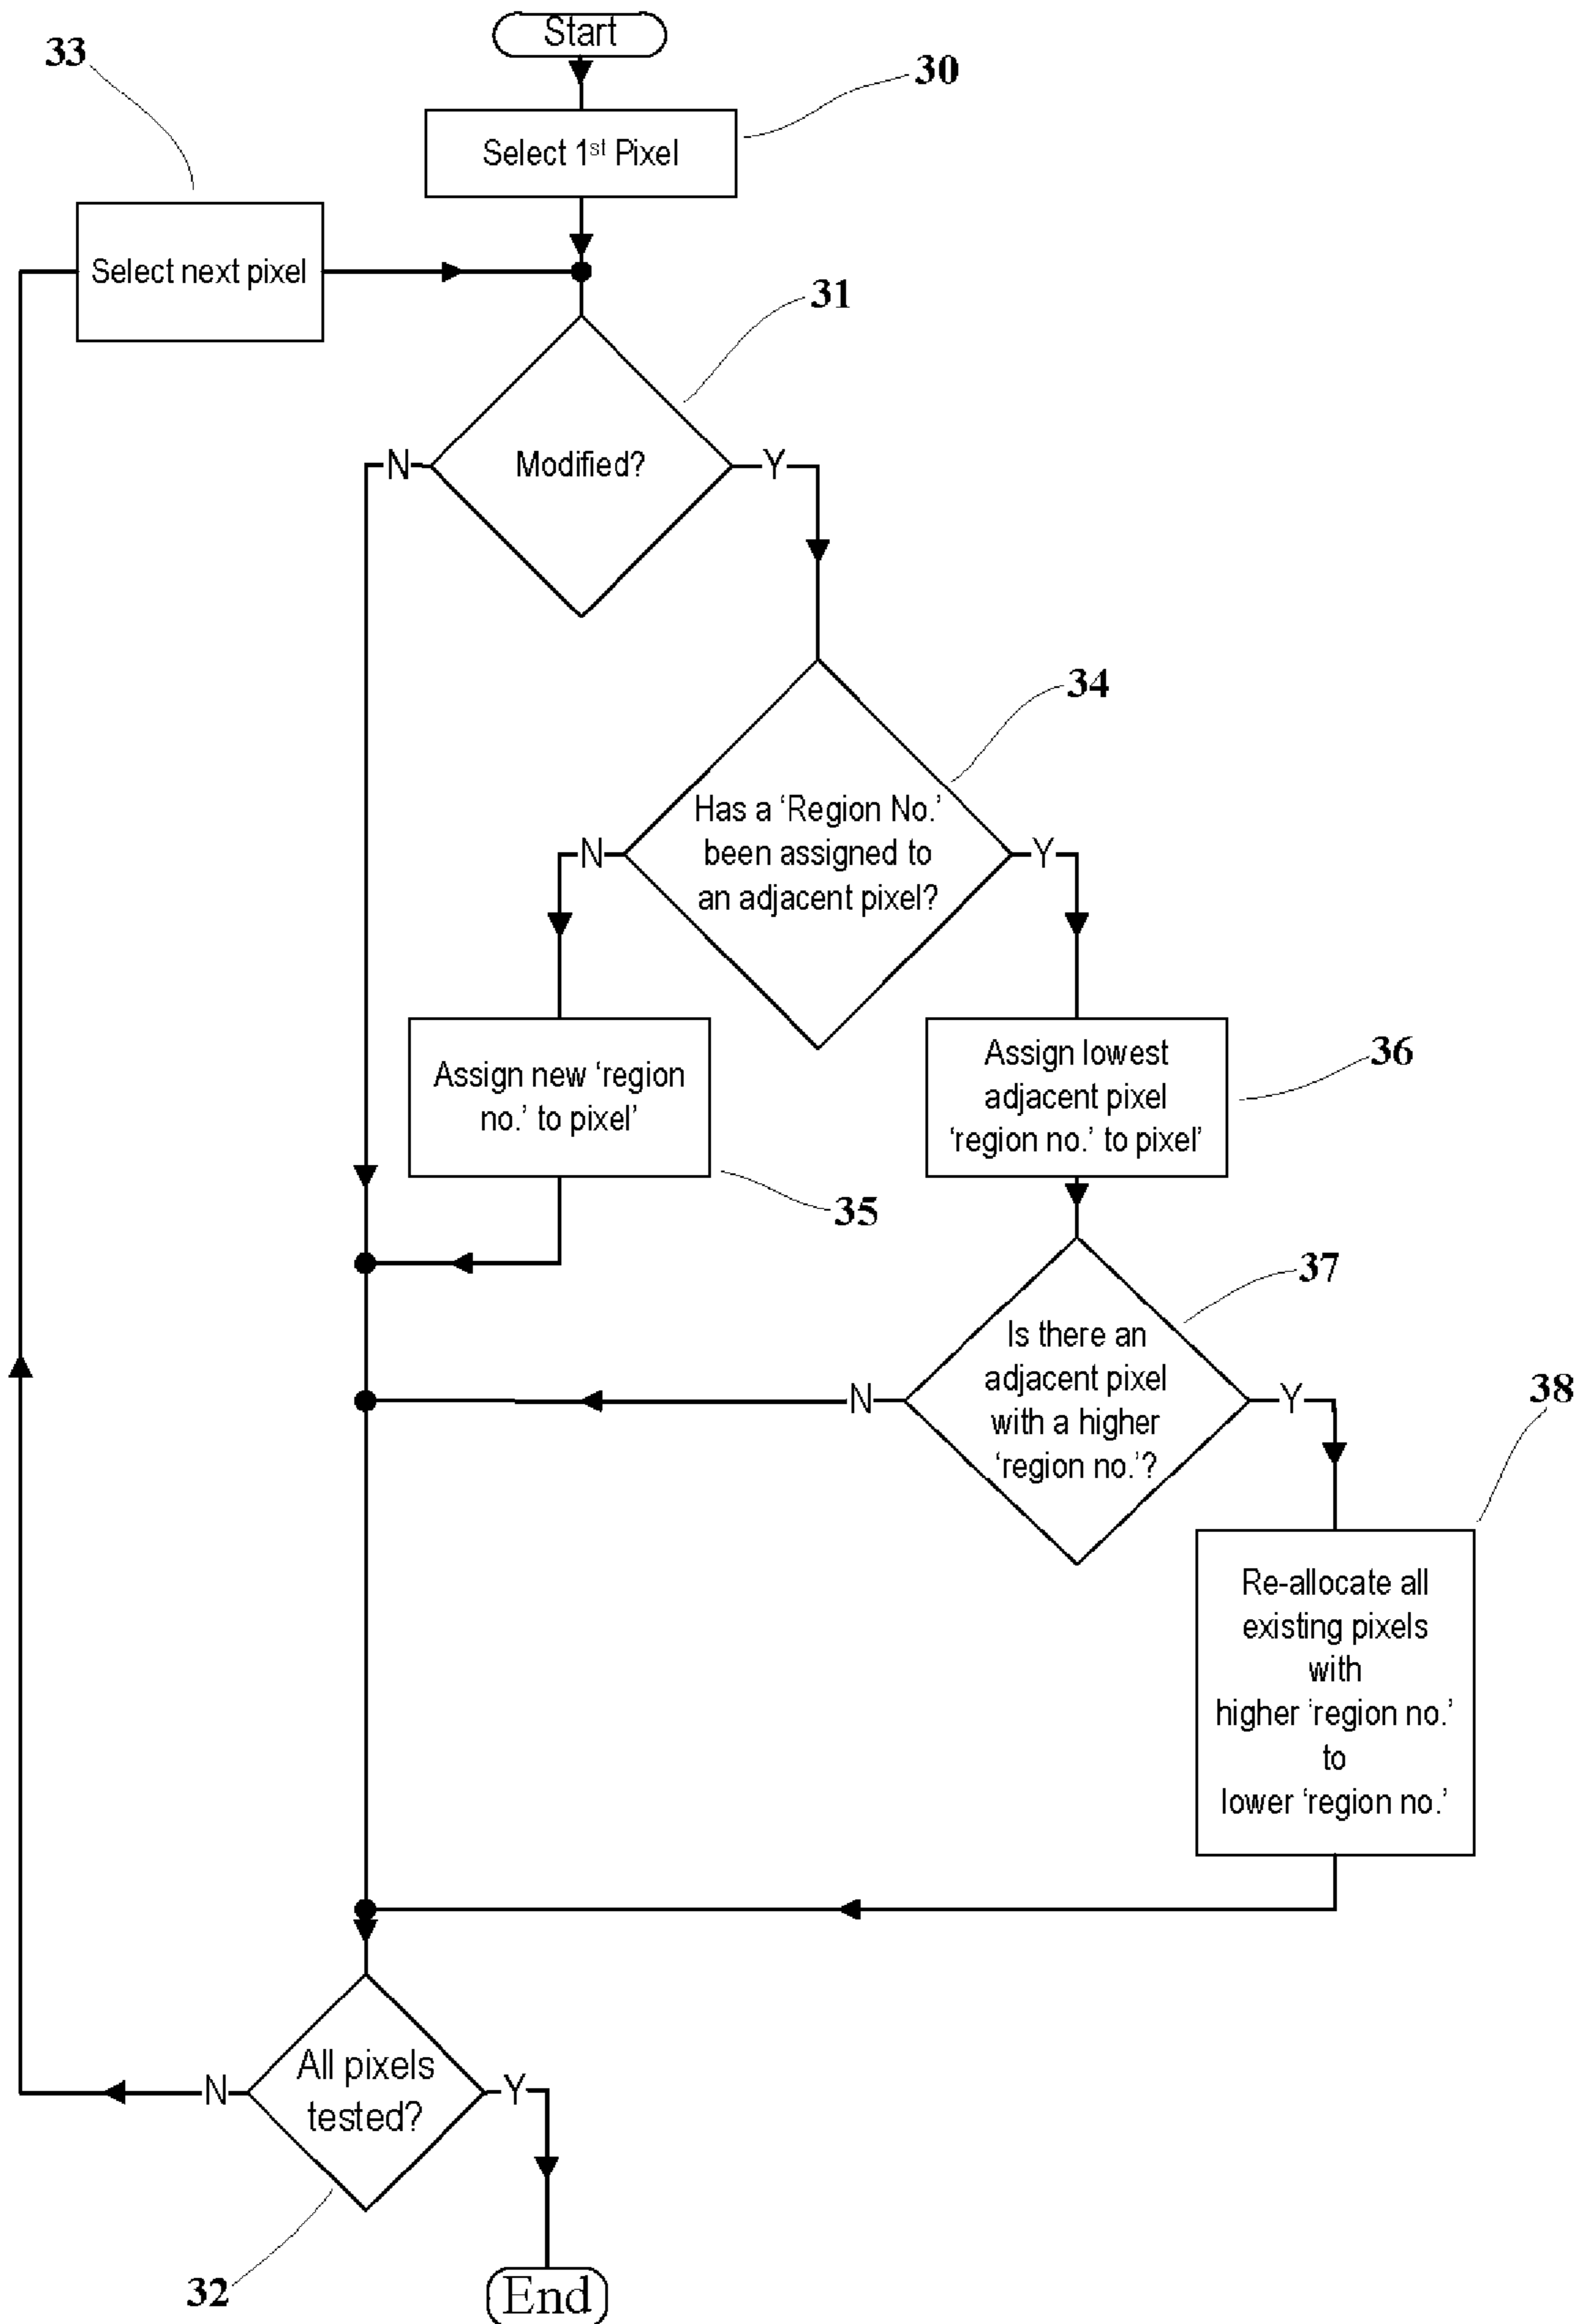 Start
33
30
Select 1st Pixel
Select next pixel
31
Modified?
N
Y
34
Has a ‘Region No.’
been assigned to
an adjacent pixel?
N
Y
Assign new ‘region
no.’ to pixel’
35
Assign lowest
adjacent pixel
‘region no.’ to pixel’
36
37
Is there an
adjacent pixel
with a higher
‘region no.’?
N
Y
38
Re-allocate all
existing pixels
with
higher ‘region no.’
to
lower ‘region no.’
All pixels
tested?
N
Y
32
End